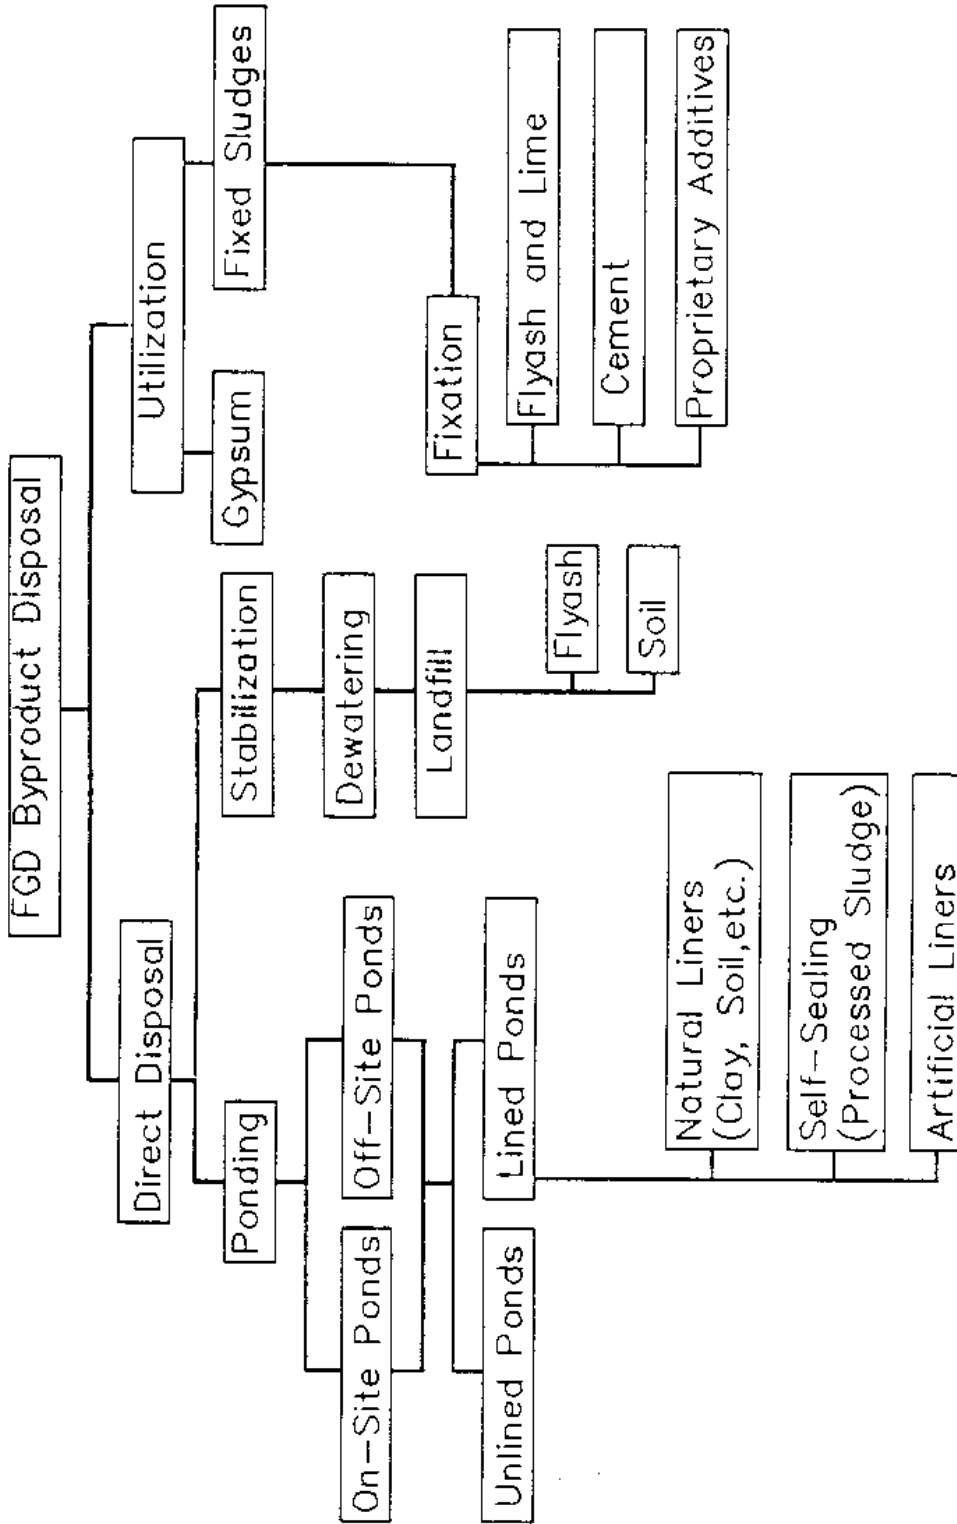 FGD Byproduct Disposal
Direct Disposal
Utilization
Ponding
Stabilization
Gypsum
Fixed Sludges
On-Site Ponds
Off-Site Ponds
Dewatering
Landfill
Fixation
Unlined Ponds
Lined Ponds
Flyash
Soil
Flyash and Lime
Cement
Proprietary Additives
Natural Liners
(Clay, Soil,etc.)
Self-Sealing
(Processed Sludge)
Artificial Liners